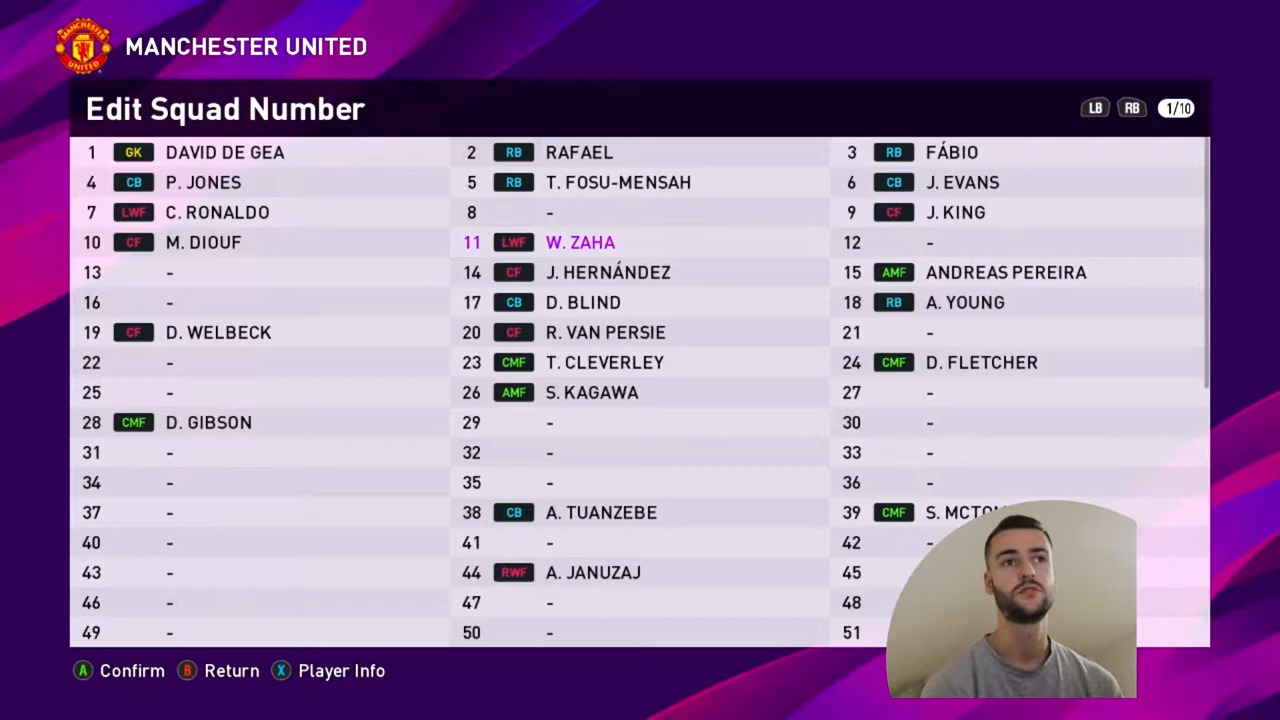 MANCHESTER UNITED
Edit Squad Number LB RB 1/10
1 GK DAVID DE GEA 2 RB RAFAEL 3 RB FÁBIO
4 CB P. JONES 5 RB T. FOSU-MENSAH 6 CB J. EVANS
7 LWF C. RONALDO 8 - 9 CF J. KING
10 CF M. DIOUF 11 LWF W. ZAHA 12 -
13 - 14 CF J. HERNÁNDEZ 15 AMF ANDREAS PEREIRA
16 - 17 CB D. BLIND 18 RB A. YOUNG
19 CF D. WELBECK 20 CF R. VAN PERSIE 21 -
22 - 23 CMF T. CLEVERLEY 24 CMF D. FLETCHER
25 - 26 AMF S. KAGAWA 27 -
28 CMF D. GIBSON 29 - 30 -
31 - 32 - 33 -
34 - 35 - 36 -
37 - 38 CB A. TUANZEBE 39 CMF S.
40 - 41 - 42 -
43 - 44 RWF A. JANUZAJ 45
46 - 47 - 48
49 - 50 - 51
A Confirm B Return X Player Info